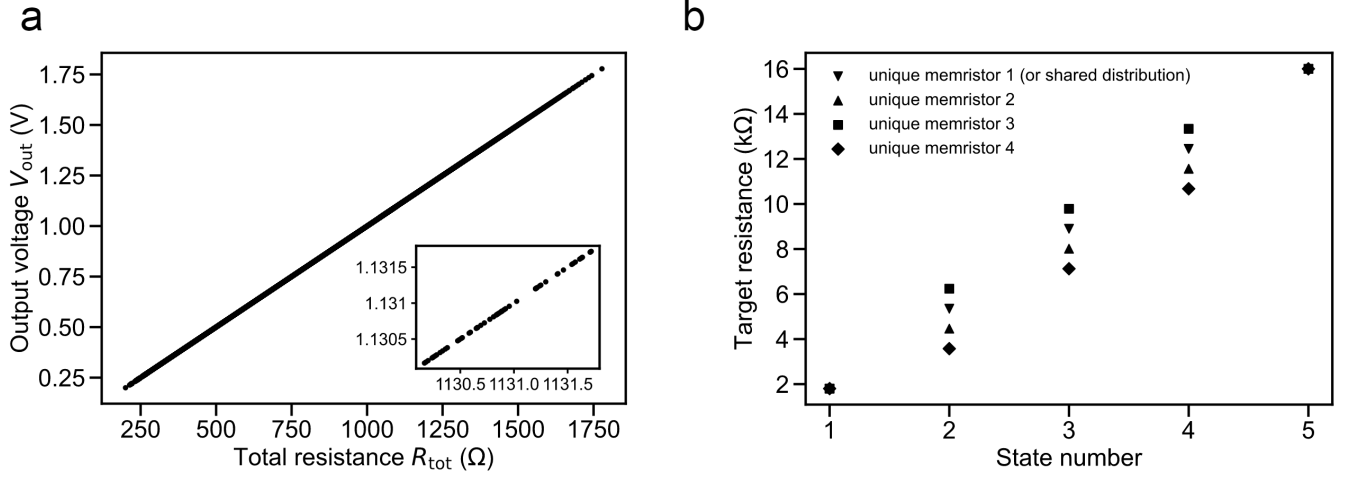 a
Output voltage Vout (V)
1.75
1.50
1.25
1.00
0.75
0.50
0.25
1.1315
1.131
1.1305
1130.5 1131.0 1131.5
250 500 750 1000 1250 1500 1750
Total resistance Rtot (Ω)
b
Target resistance (kΩ)
16
14
12
10
8
6
4
2
unique memristor 1 (or shared distribution)
unique memristor 2
unique memristor 3
unique memristor 4
1 2 3 4 5
State number